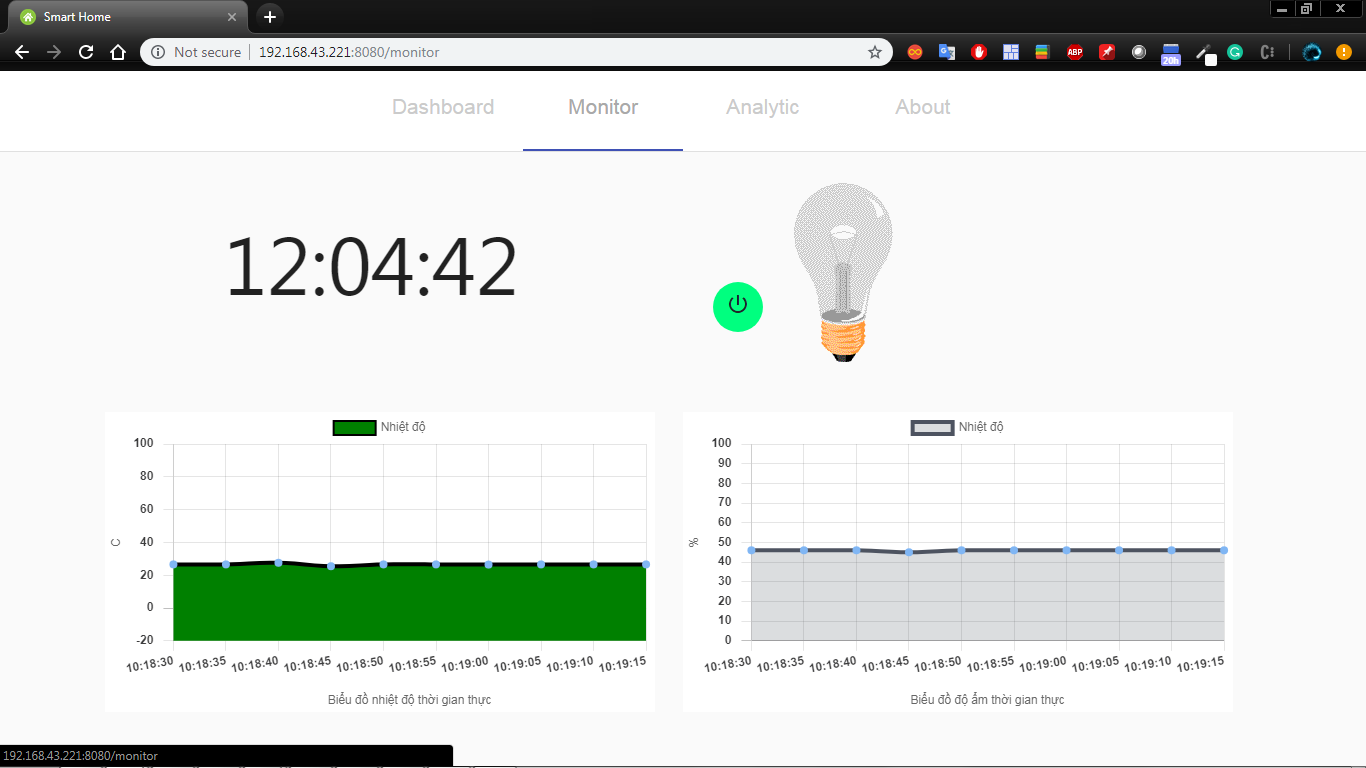 Smart Home
Not secure | 192.168.43.221:8080/monitor
ABP
20h
Dashboard Monitor Analytic About
12:04:42
Nhiệt độ
100
80
60
40
20
0
-20
C
10:18:30 10:18:35 10:18:40 10:18:45 10:18:50 10:18:55 10:19:00 10:19:05 10:19:10 10:19:15
Biểu đồ nhiệt độ thời gian thực
Nhiệt độ
100
90
80
70
60
50
40
30
20
10
0
%
10:18:30 10:18:35 10:18:40 10:18:45 10:18:50 10:18:55 10:19:00 10:19:05 10:19:10 10:19:15
Biểu đồ độ ẩm thời gian thực
192.168.43.221:8080/monitor